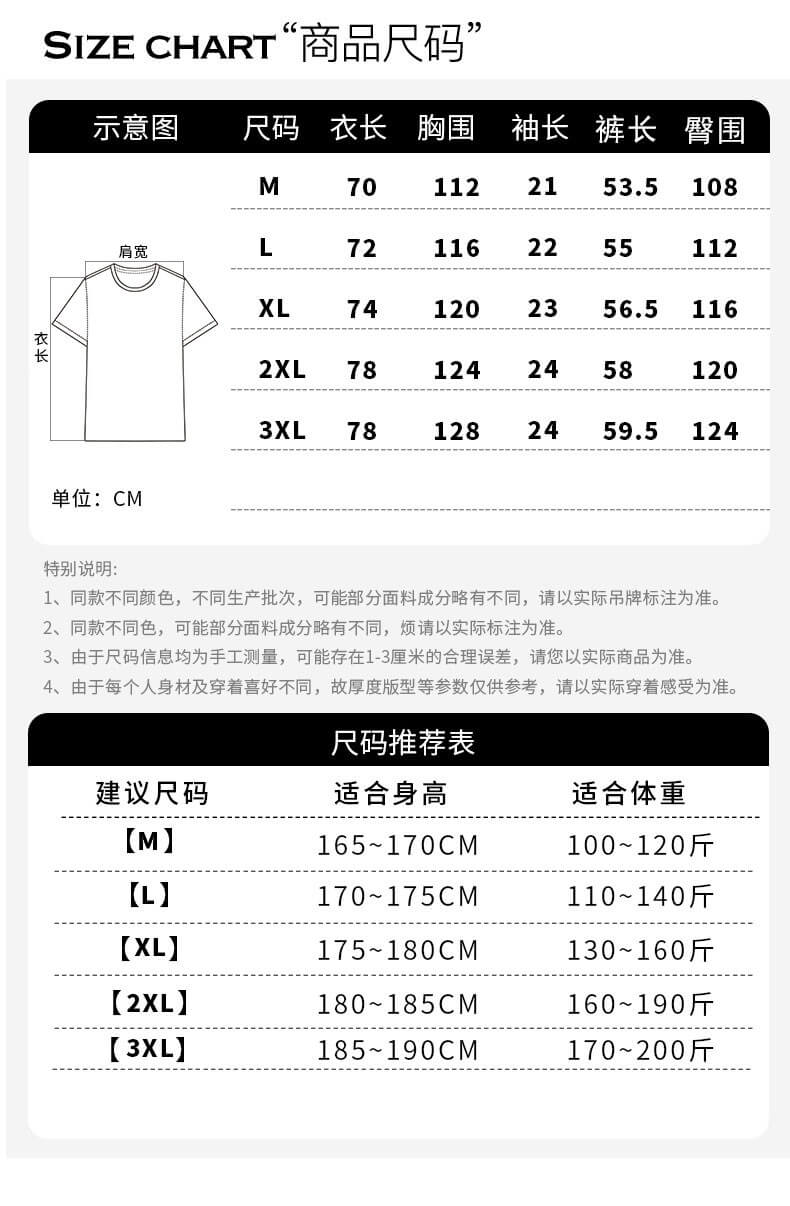 SIZE CHART “商品尺码”
示意图 尺码 衣长 胸围 袖长 裤长 臀围
M 70 112 21 53.5 108
L 72 116 22 55 112
肩宽
XL 74 120 23 56.5 116
衣长
2XL 78 124 24 58 120
3XL 78 128 24 59.5 124
单位：CM
特别说明:
1、同款不同颜色，不同生产批次，可能部分面料成分略有不同，请以实际吊牌标注为准。
2、同款不同色，可能部分面料成分略有不同，烦请以实际标注为准。
3、由于尺码信息均为手工测量，可能存在1-3厘米的合理误差，请您以实际商品为准。
4、由于每个人身材及穿着喜好不同，故厚度版型等参数仅供参考，请以实际穿着感受为准。
尺码推荐表
建议尺码 适合身高 适合体重
【M】 165~170CM 100~120斤
【L】 170~175CM 110~140斤
【XL】 175~180CM 130~160斤
【2XL】 180~185CM 160~190斤
【3XL】 185~190CM 170~200斤